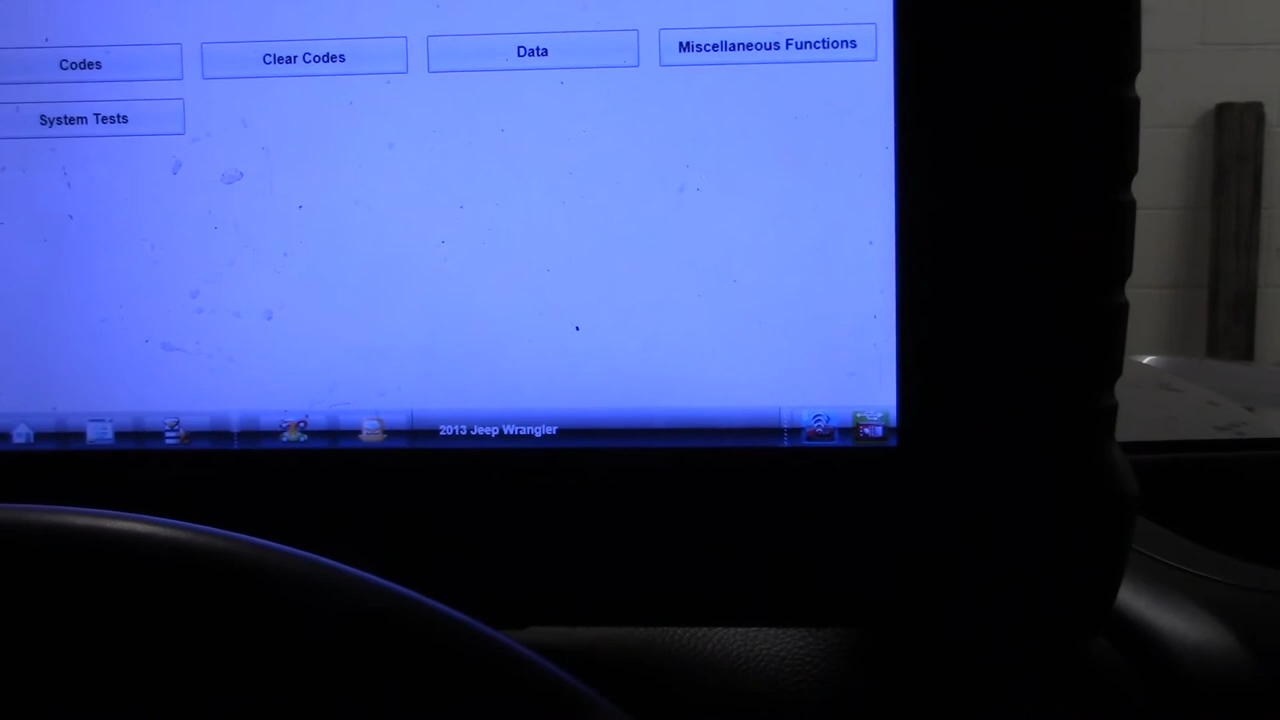 Codes
Clear Codes
Data
Miscellaneous Functions
System Tests
2013 Jeep Wrangler